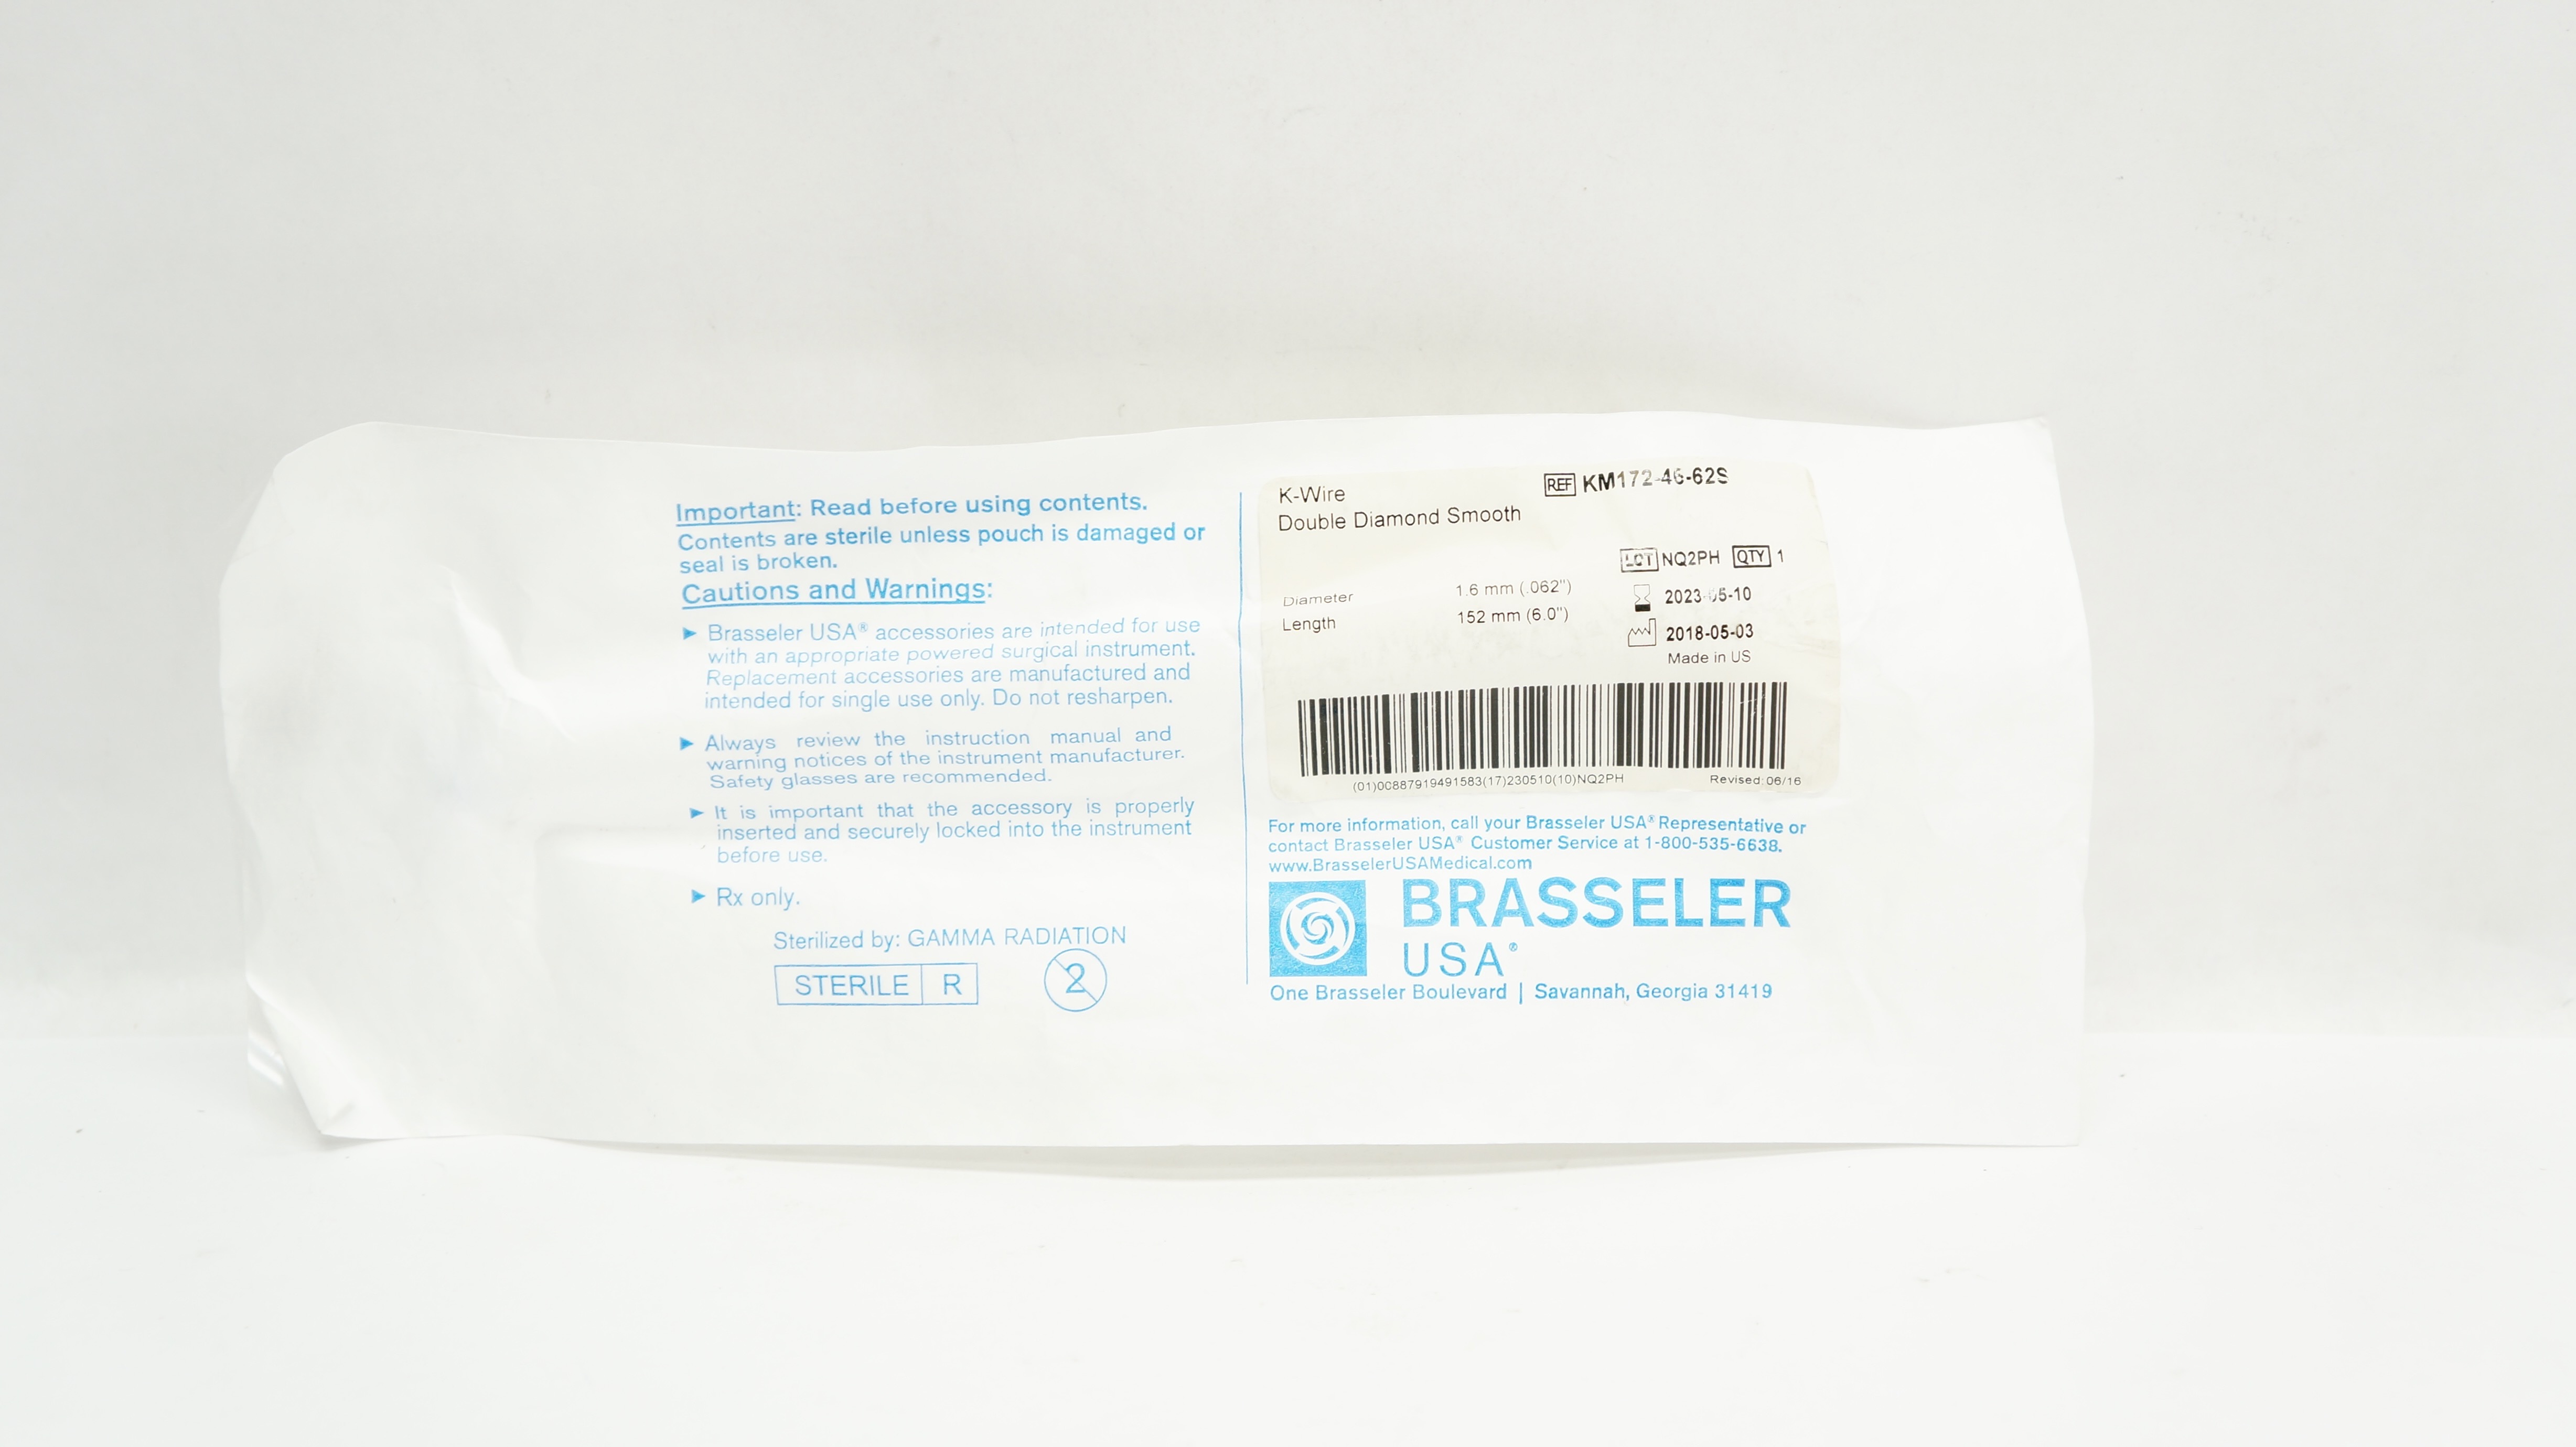 Important: Read before using contents.
Contents are sterile unless pouch is damaged or
seal is broken.
Cautions and Warnings:
► Brasseler USA® accessories are intended for use
with an appropriate powered surgical instrument.
Replacement accessories are manufactured and
intended for single use only. Do not resharpen.
► Always review the instruction manual and
warning notices of the instrument manufacturer.
Safety glasses are recommended.
► It is important that the accessory is properly
inserted and securely locked into the instrument
before use.
► Rx only.
Sterilized by: GAMMA RADIATION
STERILE R 2
K-Wire REF KM172-46-62S
Double Diamond Smooth
LOT NQ2PH QTY 1
Diameter 1.6 mm (.062") 2023-05-10
Length 152 mm (6.0") 2018-05-03
Made in US
(01)00887919491583(17)230510(10)NQ2PH Revised: 06/16
For more information, call your Brasseler USA® Representative or
contact Brasseler USA® Customer Service at 1-800-535-6638.
www.BrasselerUSAMedical.com
BRASSELER
USA®
One Brasseler Boulevard | Savannah, Georgia 31419